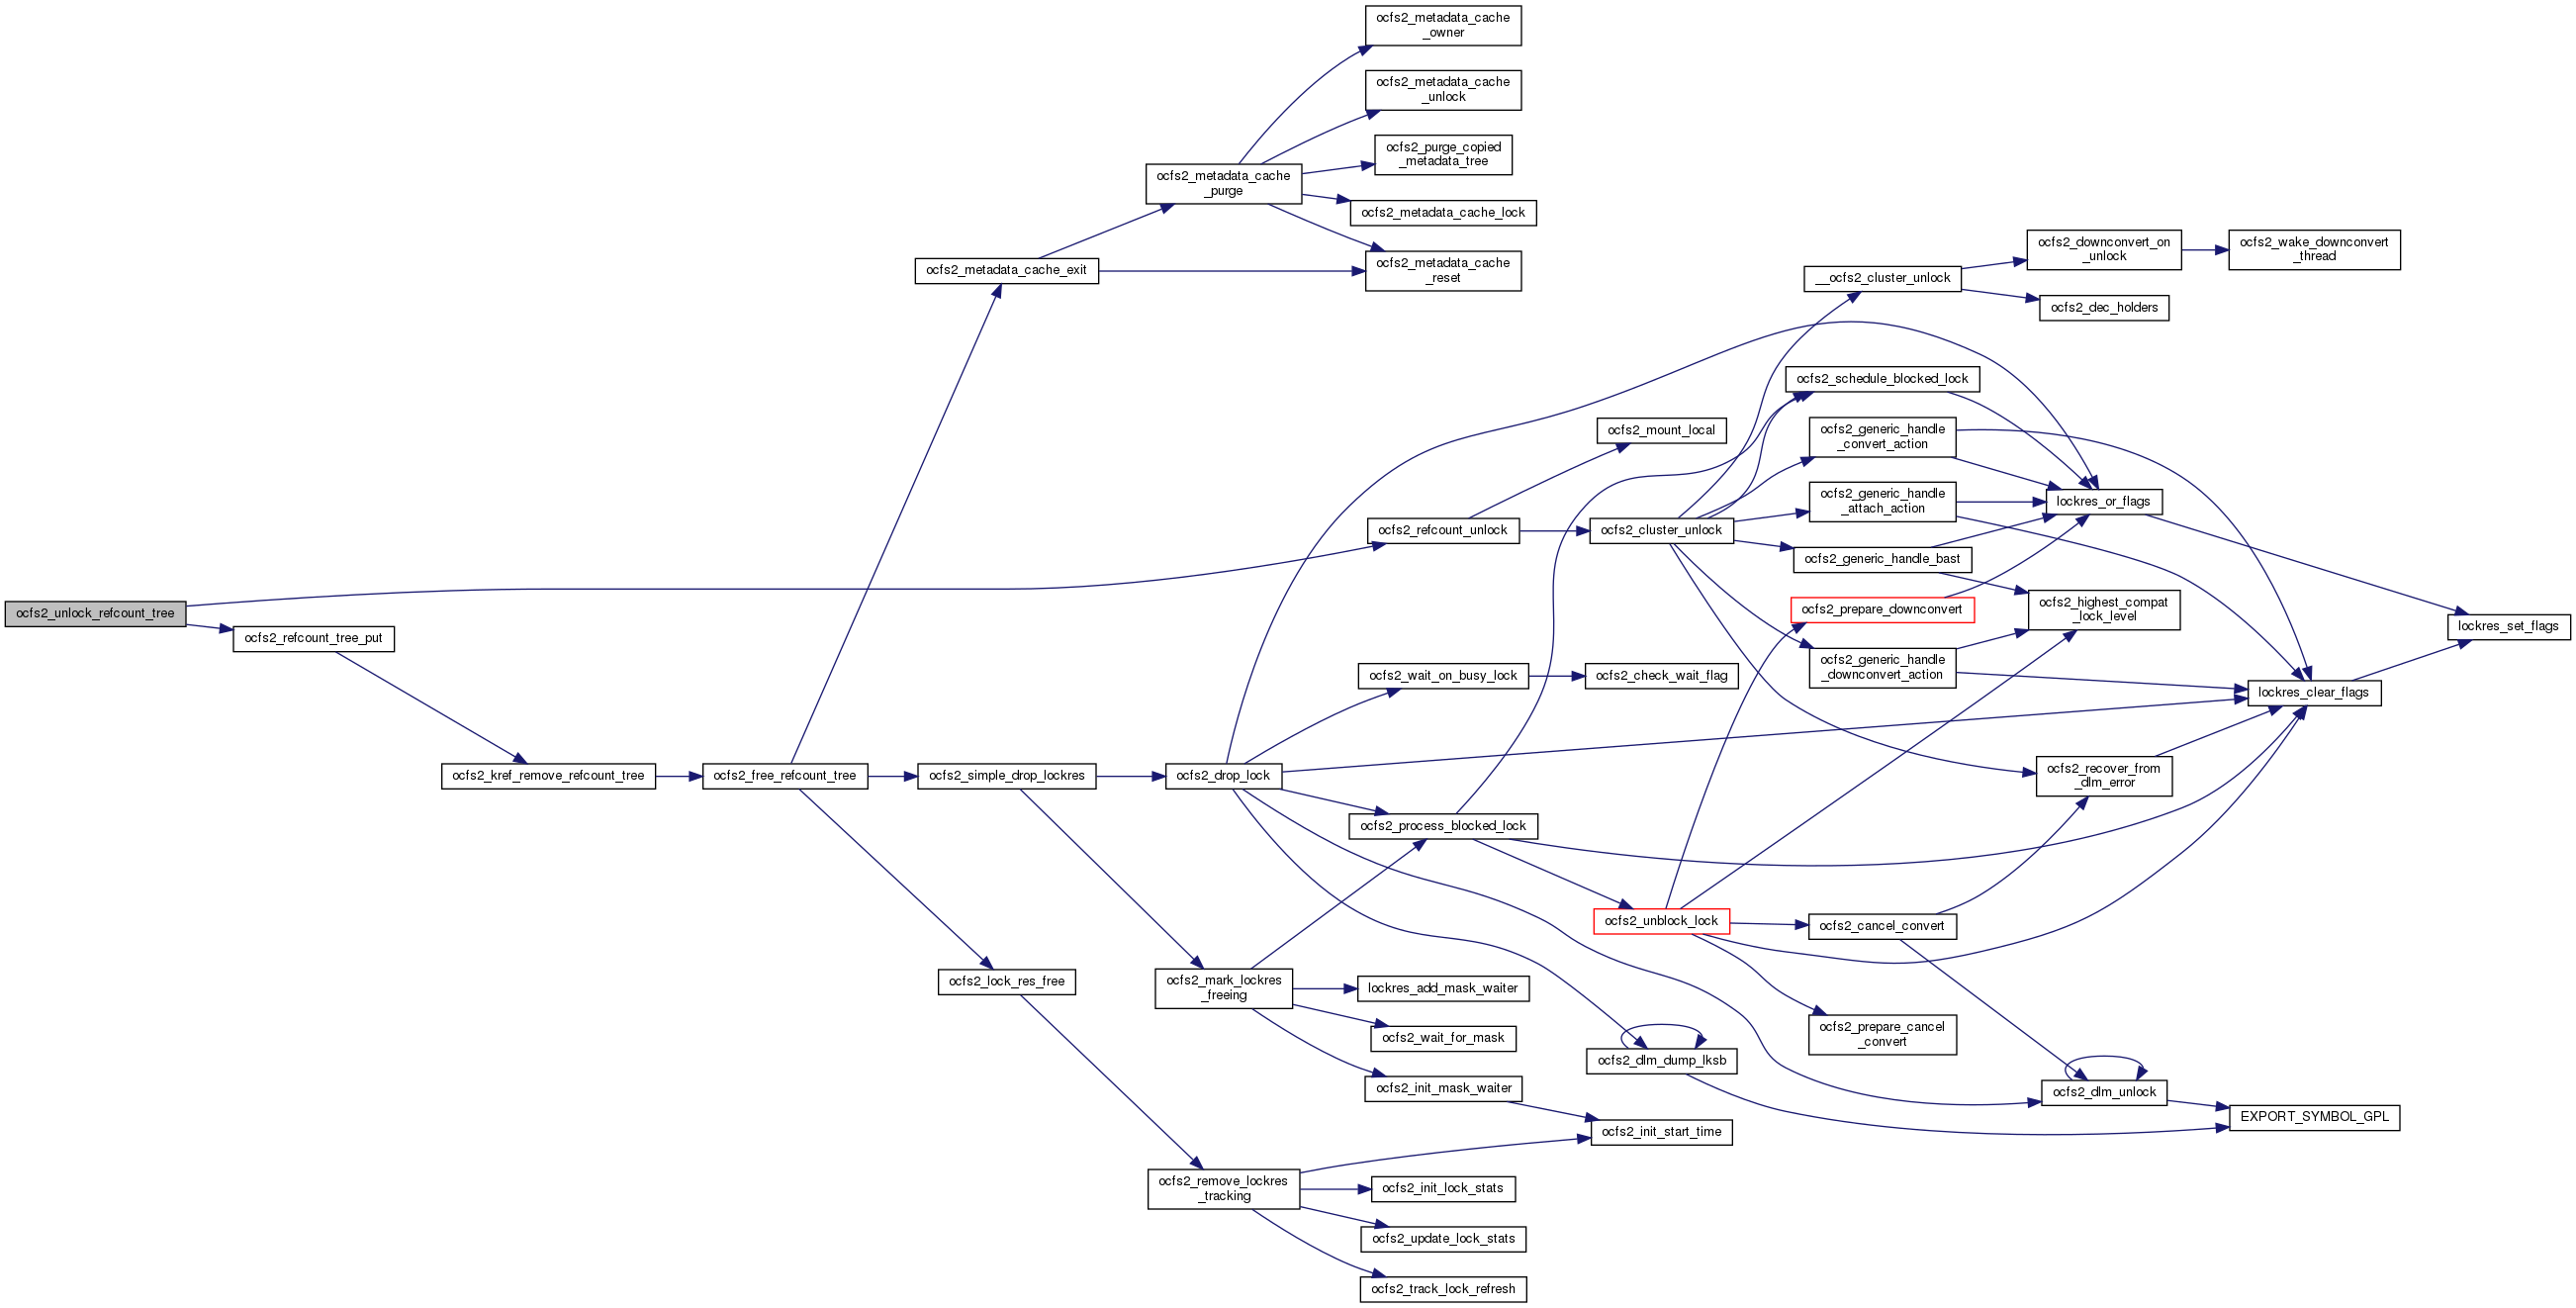 ocfs2_metadata_cache
_owner
ocfs2_metadata_cache
_unlock
ocfs2_purge_copied
_metadata_tree
ocfs2_metadata_cache
_purge
ocfs2_metadata_cache_lock
ocfs2_metadata_cache_exit
ocfs2_metadata_cache
_reset
ocfs2_downconvert_on
_unlock
ocfs2_wake_downconvert
_thread
__ocfs2_cluster_unlock
ocfs2_dec_holders
ocfs2_schedule_blocked_lock
ocfs2_mount_local
ocfs2_generic_handle
_convert_action
ocfs2_generic_handle
_attach_action
lockres_or_flags
ocfs2_refcount_unlock
ocfs2_cluster_unlock
ocfs2_generic_handle_bast
ocfs2_unlock_refcount_tree
ocfs2_prepare_downconvert
ocfs2_highest_compat
_lock_level
lockres_set_flags
ocfs2_refcount_tree_put
ocfs2_wait_on_busy_lock
ocfs2_check_wait_flag
ocfs2_generic_handle
_downconvert_action
lockres_clear_flags
ocfs2_kref_remove_refcount_tree
ocfs2_free_refcount_tree
ocfs2_simple_drop_lockres
ocfs2_drop_lock
ocfs2_recover_from
_dlm_error
ocfs2_process_blocked_lock
ocfs2_unblock_lock
ocfs2_cancel_convert
ocfs2_lock_res_free
ocfs2_mark_lockres
_freeing
lockres_add_mask_waiter
ocfs2_wait_for_mask
ocfs2_prepare_cancel
_convert
ocfs2_dlm_dump_lksb
ocfs2_init_mask_waiter
ocfs2_dlm_unlock
EXPORT_SYMBOL_GPL
ocfs2_init_start_time
ocfs2_remove_lockres
_tracking
ocfs2_init_lock_stats
ocfs2_update_lock_stats
ocfs2_track_lock_refresh